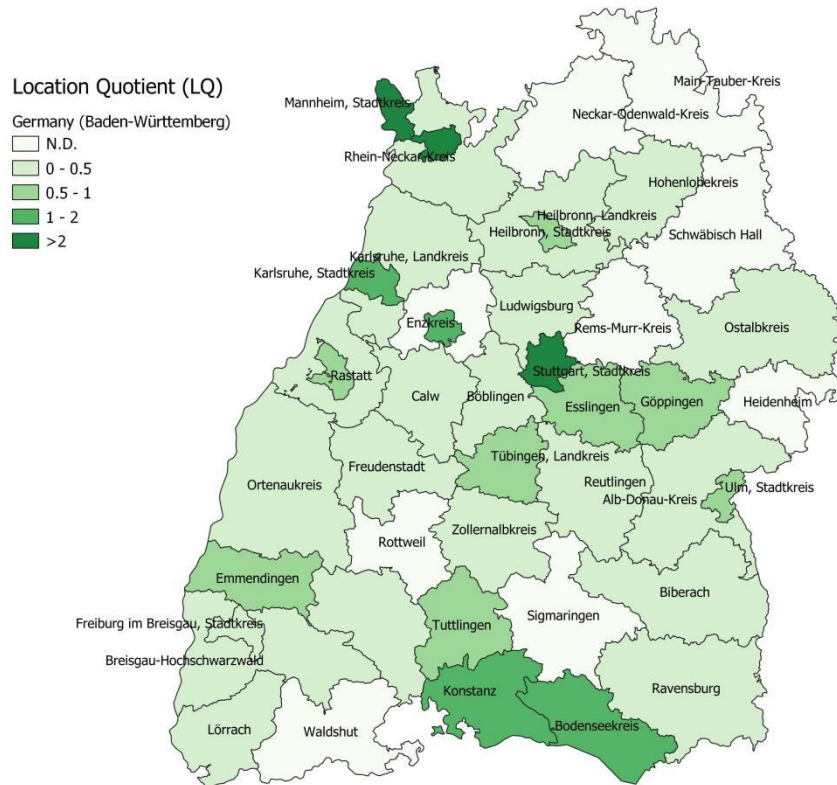 Location Quotient (LQ)
Germany (Baden-Württemberg)
N.D.
0 - 0.5
0.5 - 1
1 - 2
>2
Main-Tauber-Kreis
Mannheim, Stadtkreis
Neckar-Odenwald-Kreis
Rhein-Neckar-Kreis
Hohenlohekreis
Heilbronn, Landkreis
Heilbronn, Stadtkreis
Schwäbisch Hall
Karlsruhe, Landkreis
Karlsruhe, Stadtkreis
Ludwigsburg
Enzkreis
Rems-Murr-Kreis
Ostalbkreis
Stuttgart, Stadtkreis
Rastatt
Calw
Böblingen
Esslingen
Göppingen
Heidenheim
Tübingen, Landkreis
Freudenstadt
Reutlingen
Ulm, Stadtkreis
Ortenaukreis
Alb-Donau-Kreis
Zollernalbkreis
Rottweil
Emmendingen
Biberach
Sigmaringen
Freiburg im Breisgau, Stadtkreis
Tuttlingen
Breisgau-Hochschwarzwald
Konstanz
Ravensburg
Bodenseekreis
Lörrach
Waldshut